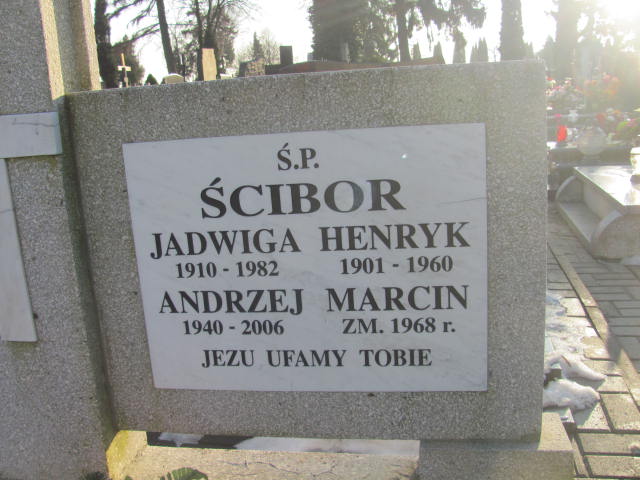 Ś.P.
ŚCIBOR
JADWIGA HENRYK
1910 - 1982 1901 - 1960
ANDRZEJ MARCIN
1940 - 2006 ZM. 1968 r.
JEZU UFAMY TOBIE